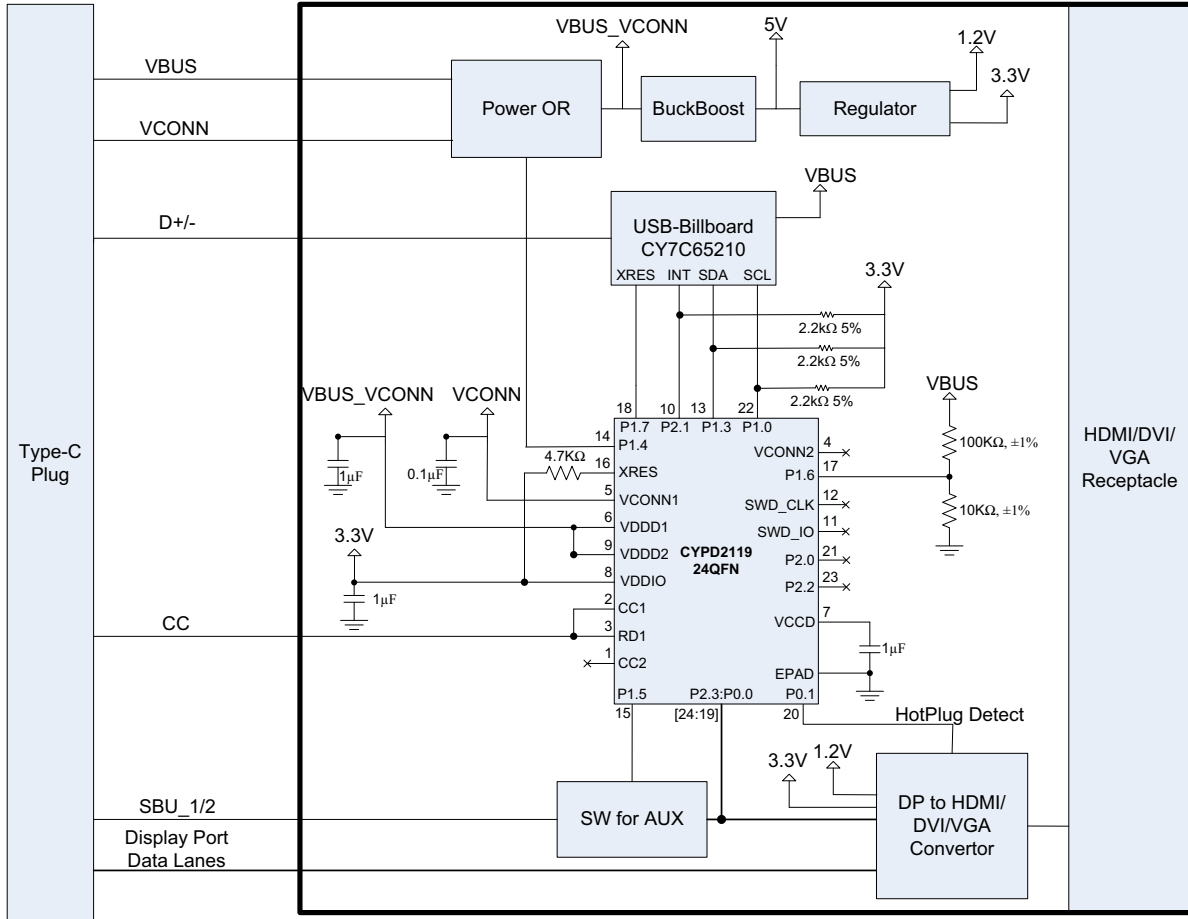 VBUS_VCONN
5V
1.2V
3.3V
VBUS
VCONN
Power OR
BuckBoost
Regulator
VBUS
D+/-
USB-Billboard
CY7C65210
XRES INT SDA SCL
3.3V
2.2kΩ 5%
2.2kΩ 5%
2.2kΩ 5%
VBUS_VCONN
VCONN
VBUS
18 10 13 22
P1.7 P2.1 P1.3 P1.0
14
P1.4
4.7KΩ
16
XRES
1µF
0.1µF
5
VCONN1
6
VDDD1
9
VDDD2
3.3V
8
VDDIO
1µF
2
CC1
CC
3
RD1
1
CC2
4
VCONN2
17
P1.6
100KΩ, ±1%
10KΩ, ±1%
12
SWD_CLK
11
SWD_IO
21
P2.0
23
P2.2
CYPD2119
24QFN
7
VCCD
1µF
EPAD
P1.5 P2.3:P0.0 P0.1
15 [24:19] 20
HotPlug Detect
Type-C
Plug
HDMI/DVI/
VGA
Receptacle
3.3V
1.2V
SBU_1/2
SW for AUX
DP to HDMI/
DVI/VGA
Convertor
Display Port
Data Lanes